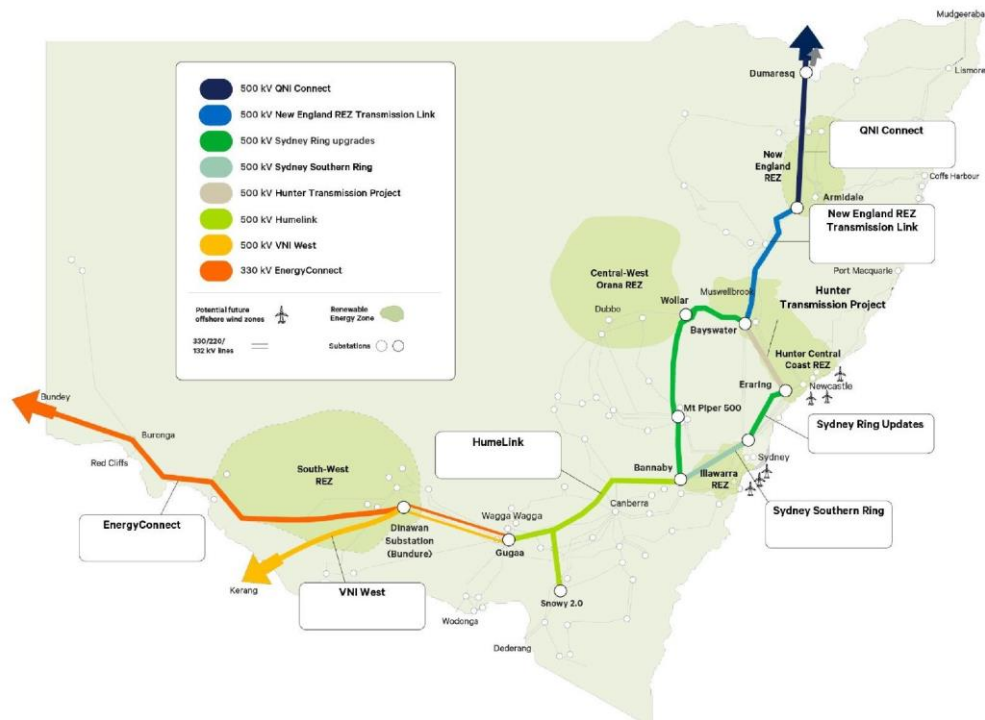 Mudgeeraba
Dumaresq
Lismore
500 kV QNI Connect
500 kV New England REZ Transmission Link
500 kV Sydney Ring upgrades
500 kV Sydney Southern Ring
500 kV Hunter Transmission Project
500 kV Humelink
500 kV VNI West
330 kV EnergyConnect
Potential future
offshore wind zones
Renewable
Energy Zone
330/220/
132 kV lines
Substations
QNI Connect
New
England
REZ
Coffs Harbour
Armidale
New England REZ
Transmission Link
Port Macquarie
Central-West
Orana REZ
Muswellbrook
Hunter
Transmission Project
Wollar
Dubbo
Bayswater
Hunter Central
Coast REZ
Eraring
Newcastle
Bundey
Buronga
Red Cliffs
Mt Piper 500
Sydney Ring Updates
HumeLink
South-West
REZ
Bannaby
Sydney
Illawarra
REZ
Canberra
Sydney Southern Ring
EnergyConnect
Wagga Wagga
Dinawan
Substation
(Bundure)
Gugaa
Kerang
VNI West
Snowy 2.0
Wodonga
Dederang